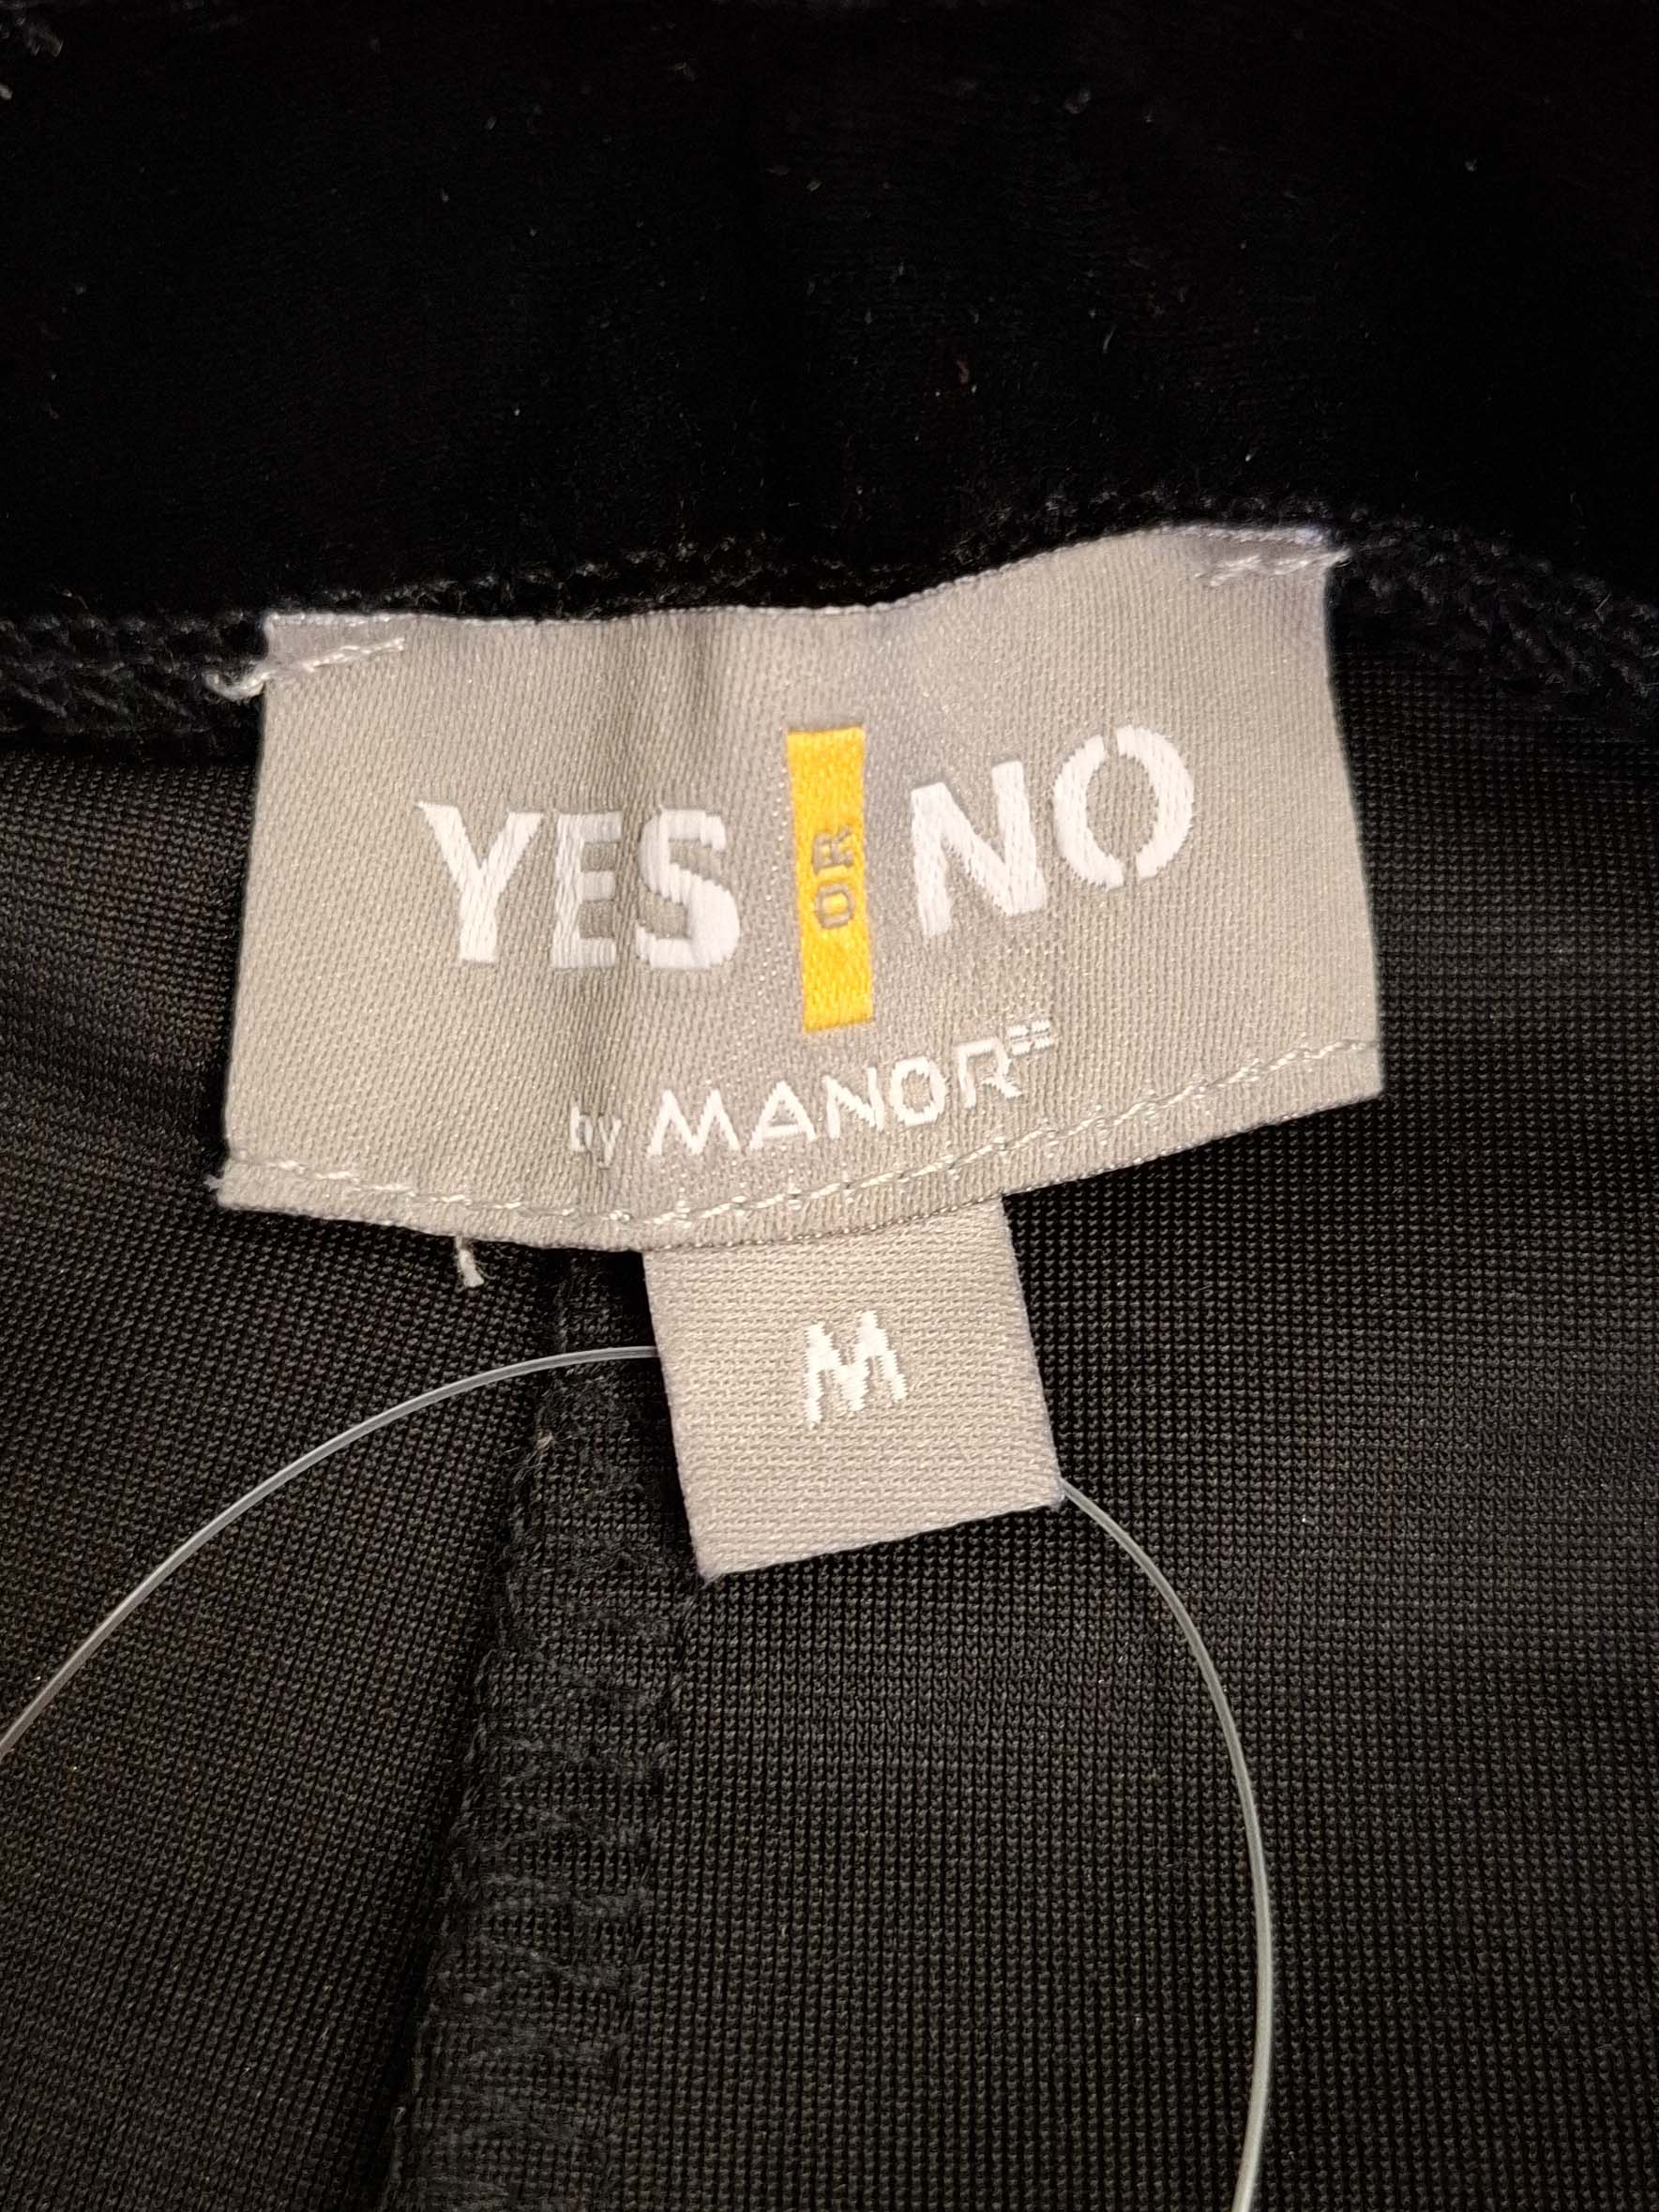 YES OR NO
by MANOR
M